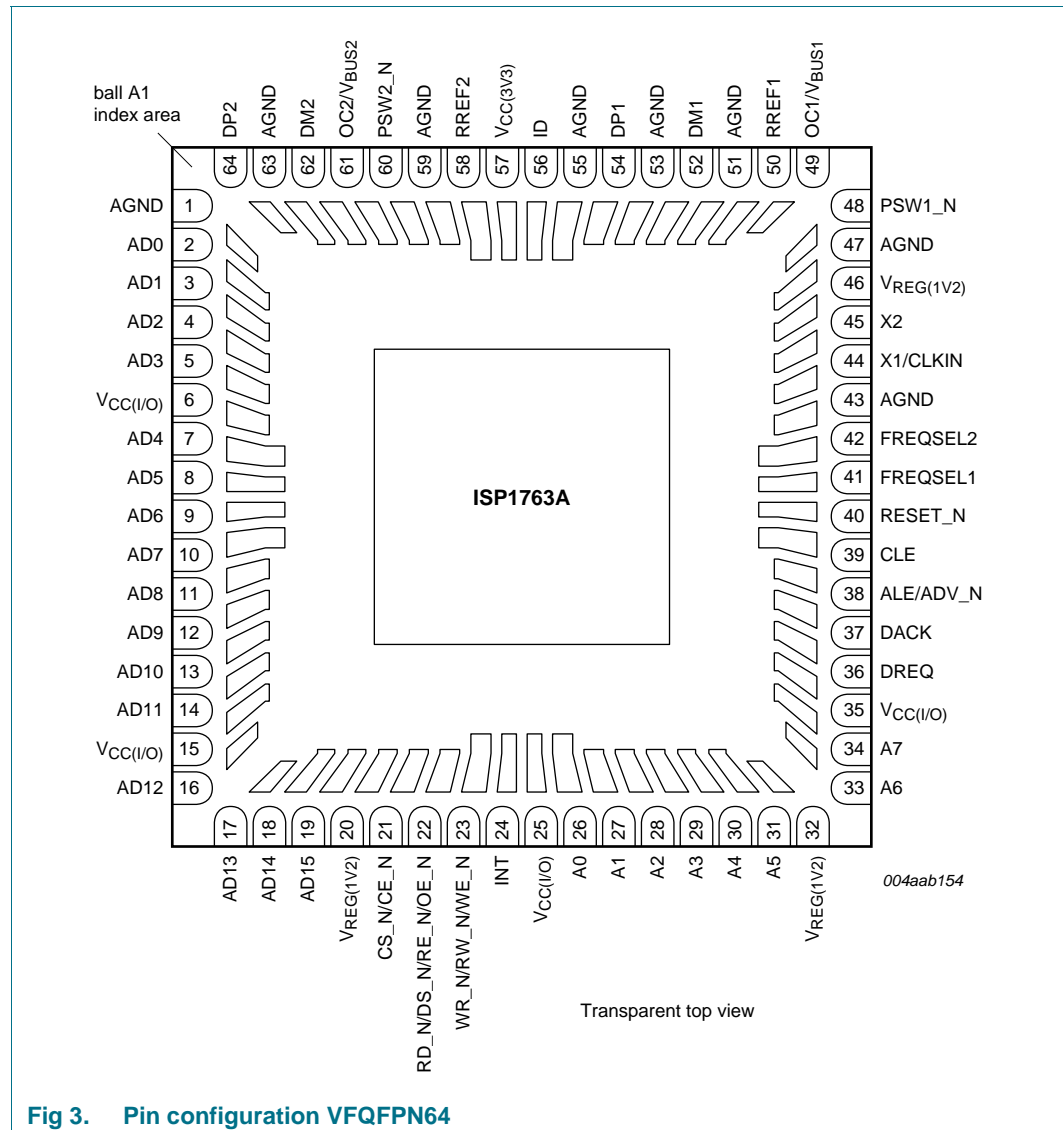 ball A1
index area
DP2
AGND
DM2
OC2/VBUS2
PSW2_N
AGND
RREF2
VCC(3V3)
ID
AGND
DP1
AGND
DM1
AGND
RREF1
OC1/VBUS1
64
63
62
61
60
59
58
57
56
55
54
53
52
51
50
49
AGND 1
AD0 2
AD1 3
AD2 4
AD3 5
VCC(I/O) 6
AD4 7
AD5 8
AD6 9
AD7 10
AD8 11
AD9 12
AD10 13
AD11 14
VCC(I/O) 15
AD12 16
ISP1763A
48 PSW1_N
47 AGND
46 VREG(1V2)
45 X2
44 X1/CLKIN
43 AGND
42 FREQSEL2
41 FREQSEL1
40 RESET_N
39 CLE
38 ALE/ADV_N
37 DACK
36 DREQ
35 VCC(I/O)
34 A7
33 A6
17
18
19
20
21
22
23
24
25
26
27
28
29
30
31
32
AD13
AD14
AD15
VREG(1V2)
CS_N/CE_N
RD_N/DS_N/RE_N/OE_N
WR_N/RW_N/WE_N
INT
VCC(I/O)
A0
A1
A2
A3
A4
A5
VREG(1V2)
004aab154
Transparent top view
Fig 3. Pin configuration VFQFPN64